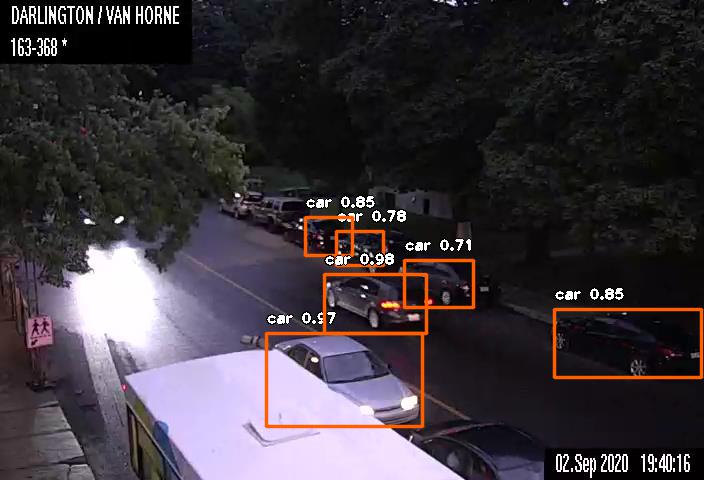 DARLINGTON / VAN HORNE
163-368 *
car 0.85
car 0.78
car 0.71
car 0.98
car 0.85
car 0.97
02.Sep 2020 19:40:16